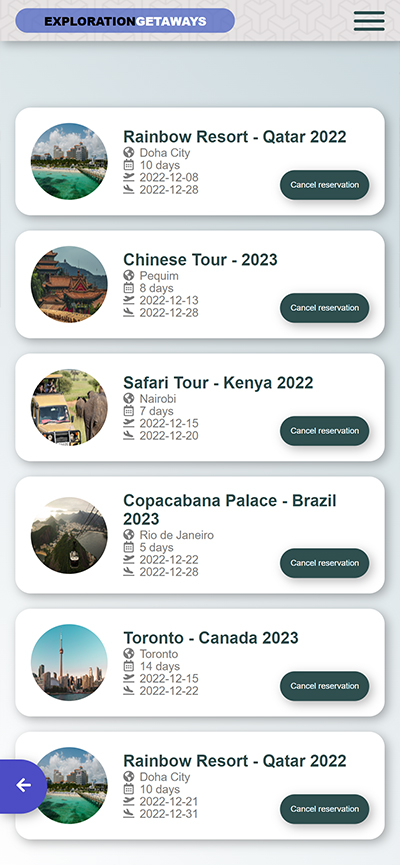 EXPLORATIONGETAWAYS
Rainbow Resort - Qatar 2022
Doha City
10 days
2022-12-08
2022-12-28
Cancel reservation
Chinese Tour - 2023
Pequim
8 days
2022-12-13
2022-12-28
Cancel reservation
Safari Tour - Kenya 2022
Nairobi
7 days
2022-12-15
2022-12-20
Cancel reservation
Copacabana Palace - Brazil
2023
Rio de Janeiro
5 days
2022-12-22
2022-12-28
Cancel reservation
Toronto - Canada 2023
Toronto
14 days
2022-12-15
2022-12-22
Cancel reservation
Rainbow Resort - Qatar 2022
Doha City
10 days
2022-12-21
2022-12-31
Cancel reservation